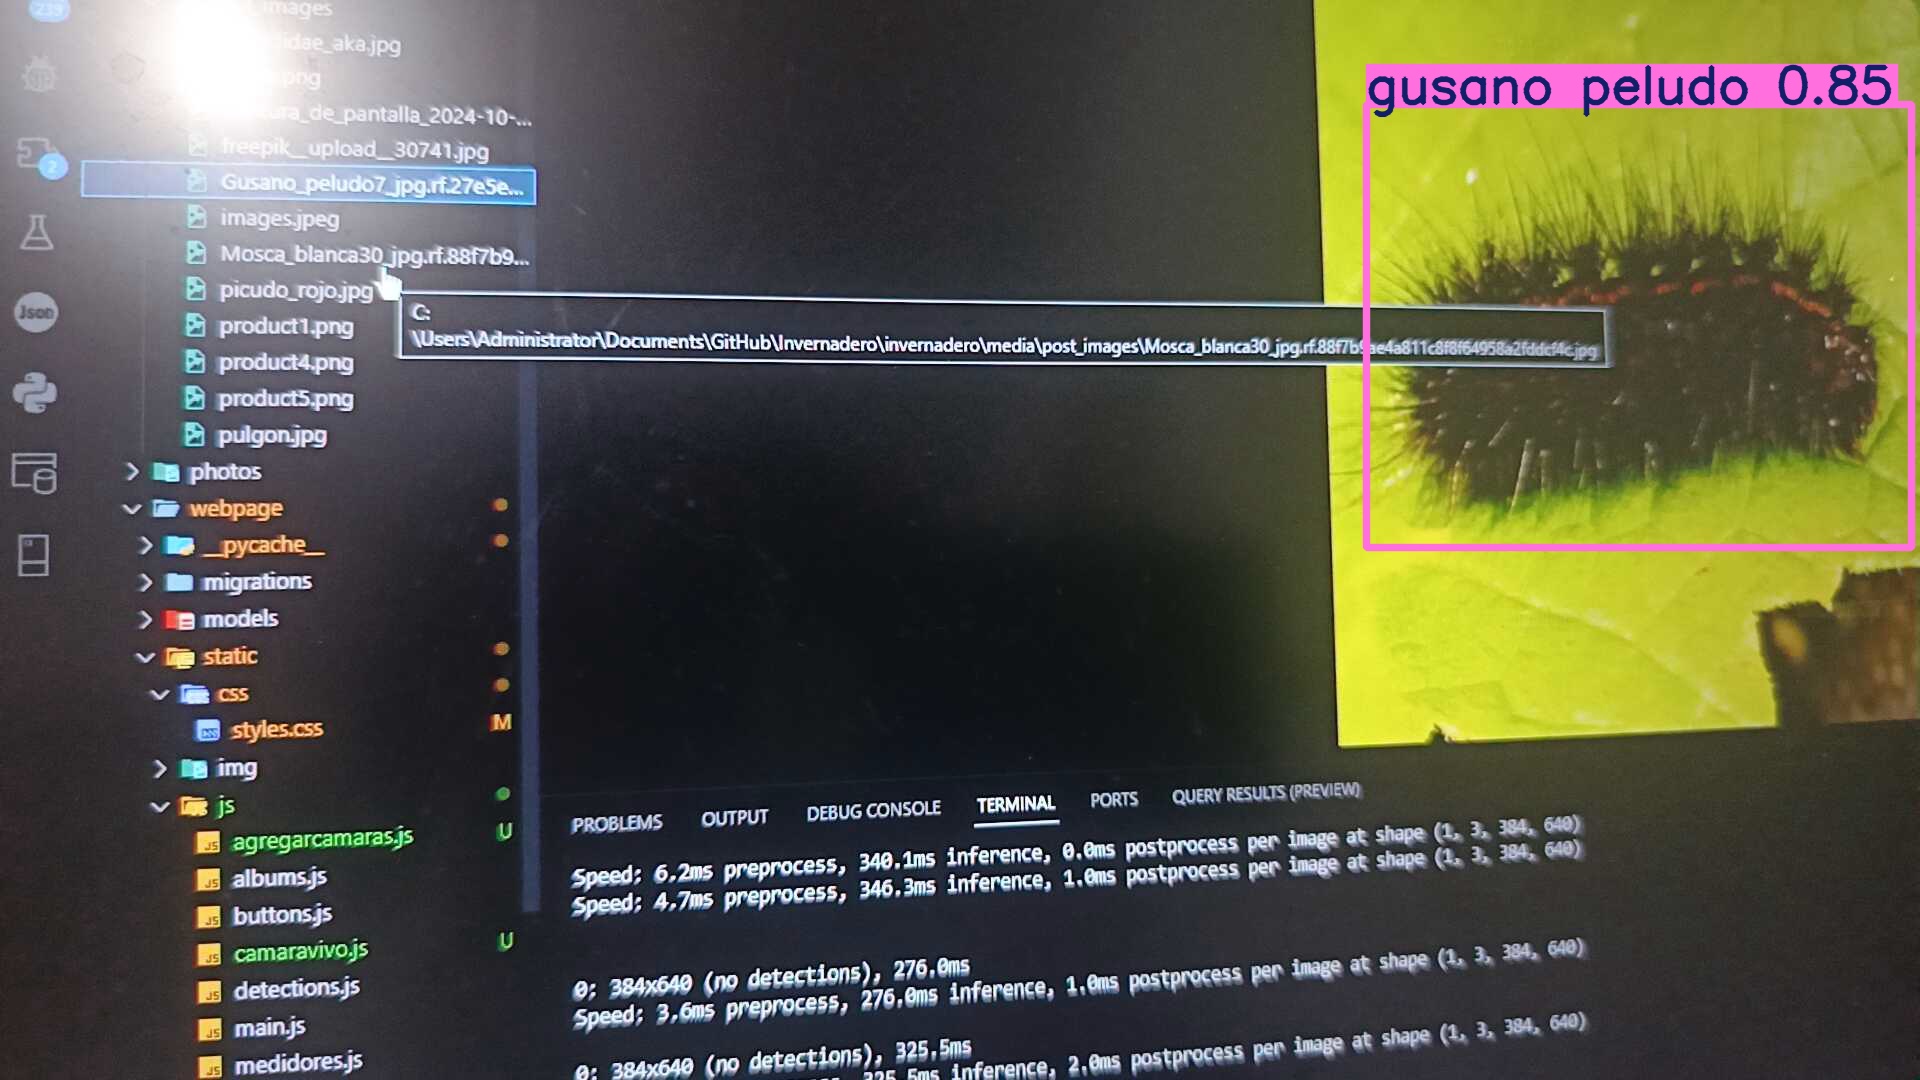 239
_images
idae_aka.jpg
.png
ura_de_pantalla_2024-10-...
freepik__upload__30741.jpg
2
Gusano_peludo7_jpg.rf.27e5e...
images.jpeg
Mosca_blanca30_jpg.rf.88f7b9...
picudo_rojo.jpg
Json
product1.png
product4.png
product5.png
pulgon.jpg
photos
webpage
__pycache__
migrations
models
static
css
styles.css M
img
js
agregarcamaras.js U
albums.js
buttons.js
camaravivo.js U
detections.js
main.js
medidores.js
C:
\Users\Administrator\Documents\GitHub\Invernadero\invernadero\media\post_images\Mosca_blanca30_jpg.rf.88f7b9ae4a811c8f8f64958a2fddcf4c.jpg
gusano peludo 0.85
PROBLEMS OUTPUT DEBUG CONSOLE TERMINAL PORTS QUERY RESULTS (PREVIEW)
Speed: 6.2ms preprocess, 340.1ms inference, 0.0ms postprocess per image at shape (1, 3, 384, 640)
Speed: 4.7ms preprocess, 346.3ms inference, 1.0ms postprocess per image at shape (1, 3, 384, 640)
0: 384x640 (no detections), 276.0ms
Speed: 3.6ms preprocess, 276.0ms inference, 1.0ms postprocess per image at shape (1, 3, 384, 640)
0: 384x640 (no detections), 325.5ms
325.5ms inference, 2.0ms postprocess per image at shape (1, 3, 384, 640)